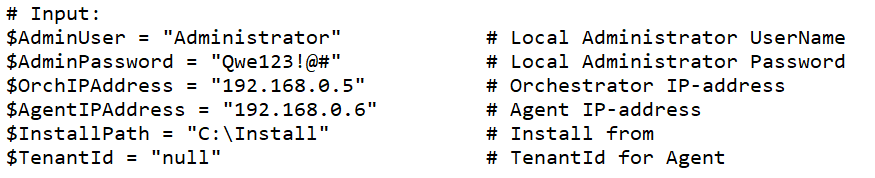 # Input:
$AdminUser = "Administrator" # Local Administrator UserName
$AdminPassword = "Qwe123!@#" # Local Administrator Password
$OrchIPAddress = "192.168.0.5" # Orchestrator IP-address
$AgentIPAddress = "192.168.0.6" # Agent IP-address
$InstallPath = "C:\Install" # Install from
$TenantId = "null" # TenantId for Agent